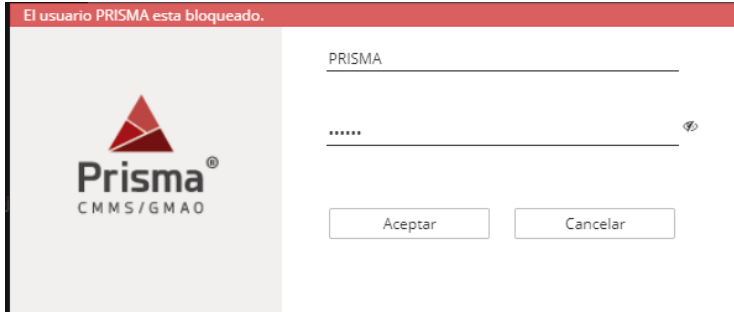 El usuario PRISMA esta bloqueado.
PRISMA
••••••
Prisma®
CMMS/GMAO
Aceptar
Cancelar